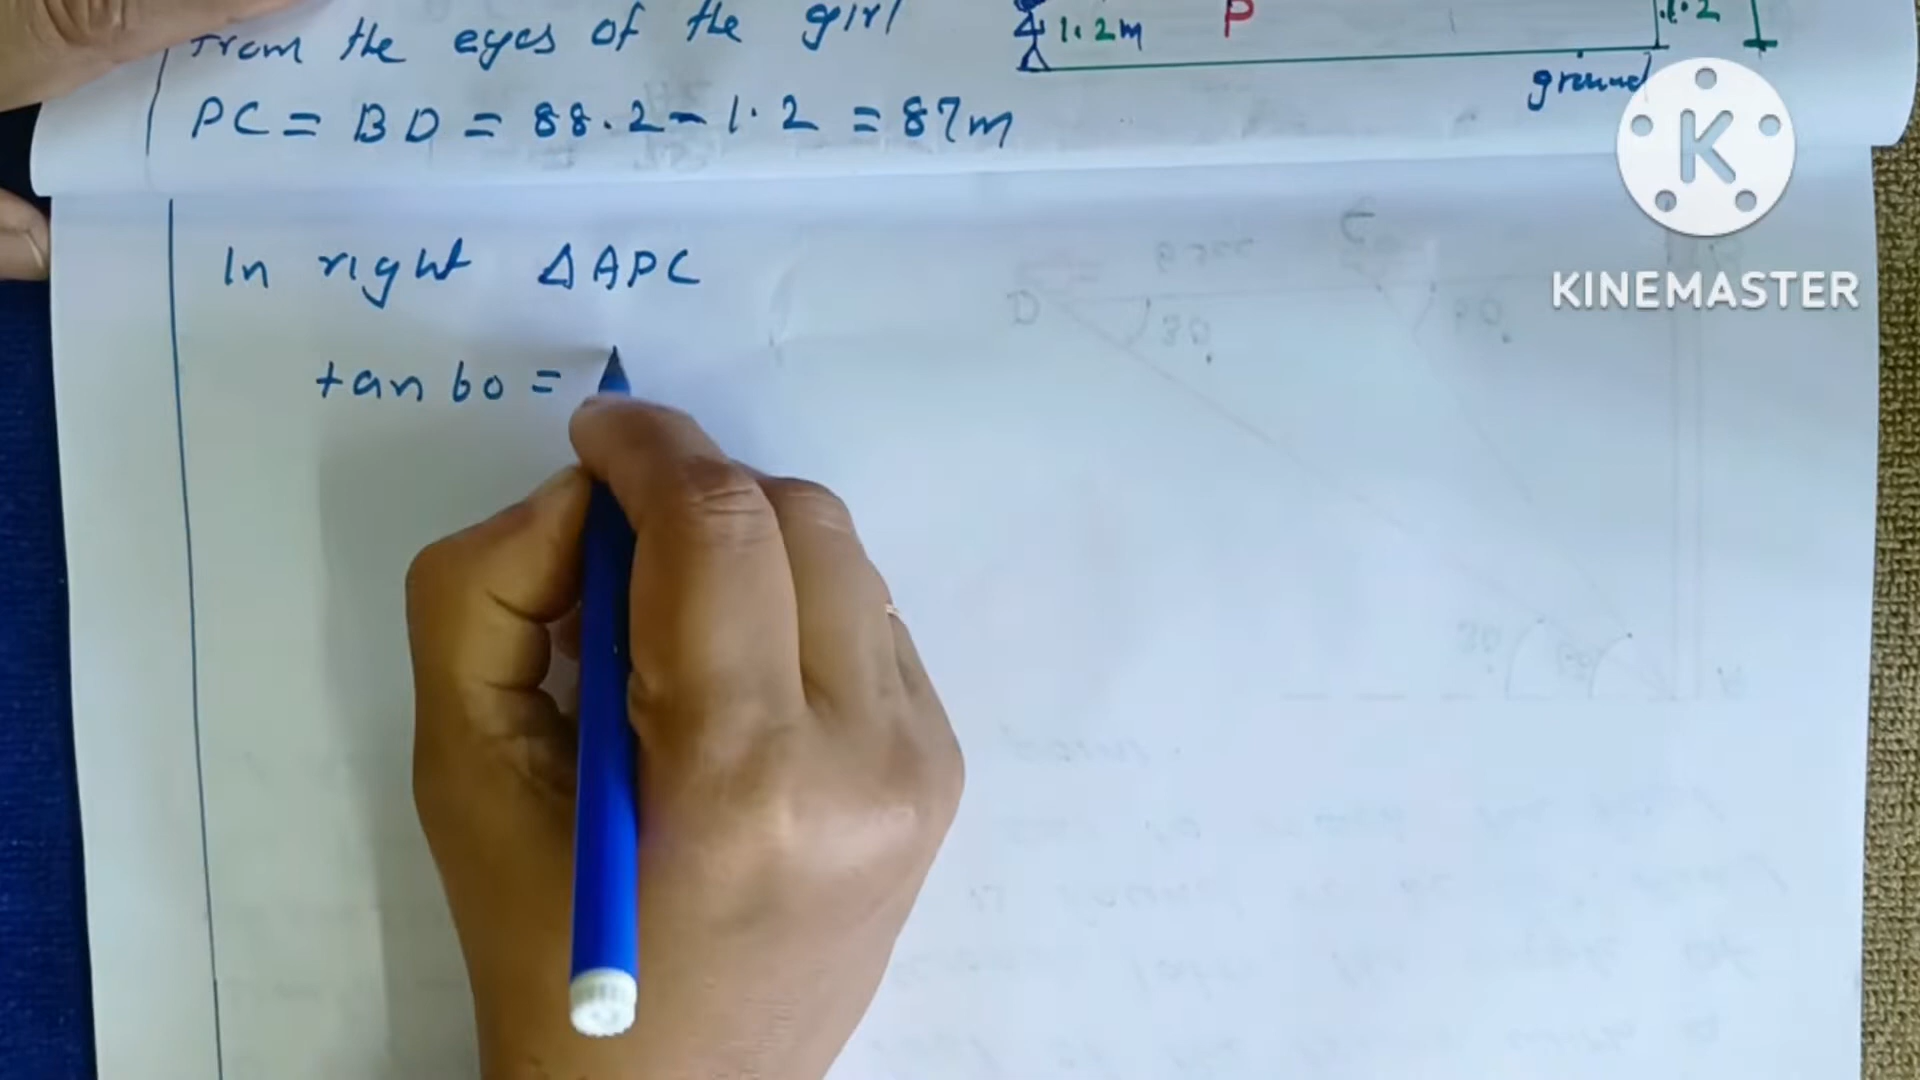 from the eyes of the girl
1.2m
P
1.2
ground
PC = BD = 88.2 - 1.2 = 87m
K
KINEMASTER
In right △APC
tan 60 =